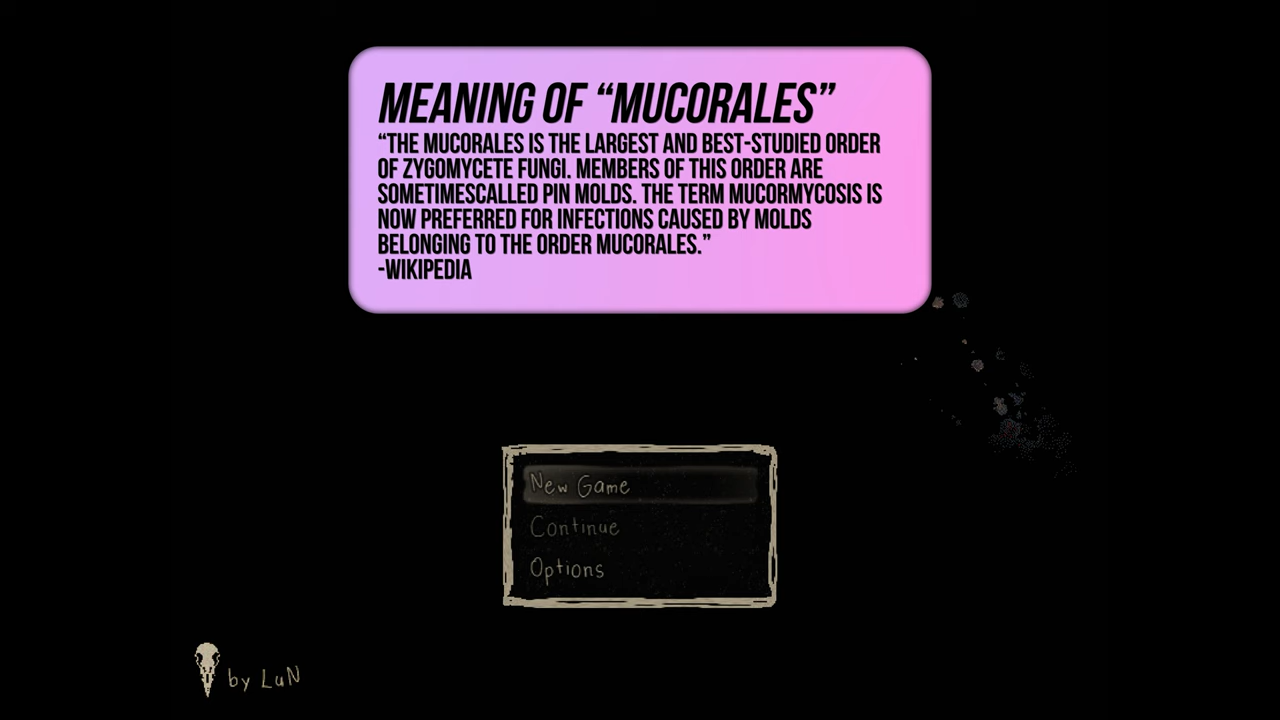 MEANING OF “MUCORALES”
“THE MUCORALES IS THE LARGEST AND BEST-STUDIED ORDER
OF ZYGOMYCETE FUNGI. MEMBERS OF THIS ORDER ARE
SOMETIMESCALLED PIN MOLDS. THE TERM MUCORMYCOSIS IS
NOW PREFERRED FOR INFECTIONS CAUSED BY MOLDS
BELONGING TO THE ORDER MUCORALES.”
-WIKIPEDIA
New Game
Continue
Options
by LuN